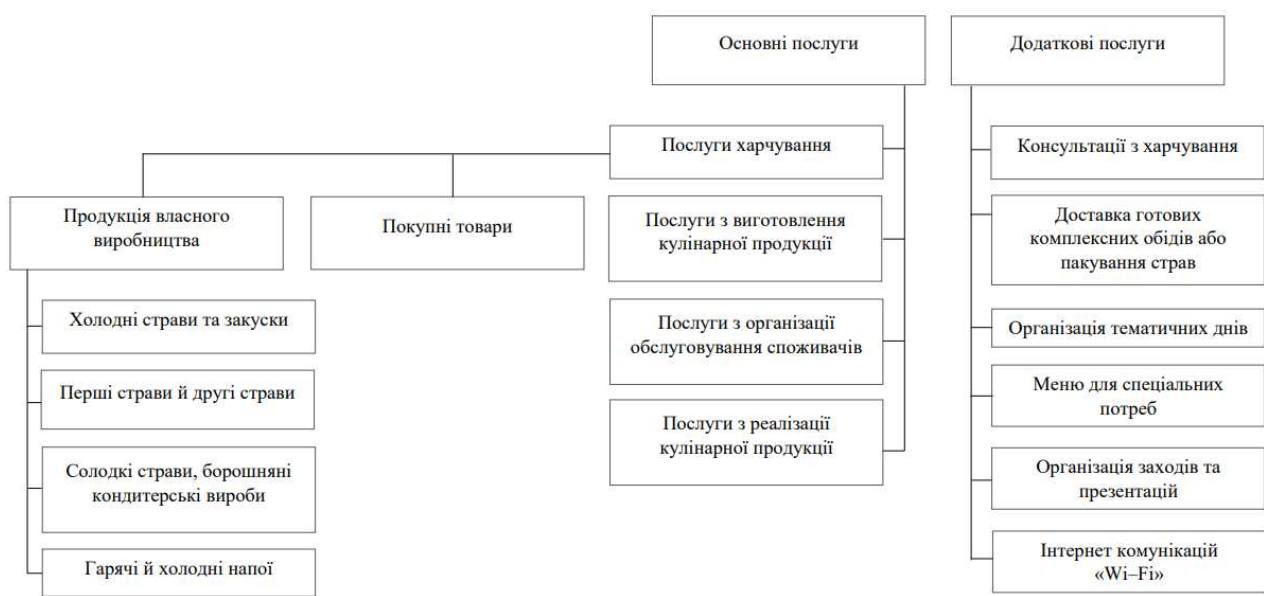 Основні послуги
Додаткові послуги
Послуги харчування
Консультації з харчування
Продукція власного
виробництва
Покупні товари
Послуги з виготовлення
кулінарної продукції
Доставка готових
комплексних обідів або
пакування страв
Холодні страви та закуски
Послуги з організації
обслуговування споживачів
Організація тематичних днів
Перші страви й другі страви
Меню для спеціальних
потреб
Послуги з реалізації
кулінарної продукції
Солодкі страви, борошняні
кондитерські вироби
Організація заходів та
презентацій
Гарячі й холодні напої
Інтернет комунікацій
«Wi–Fi»